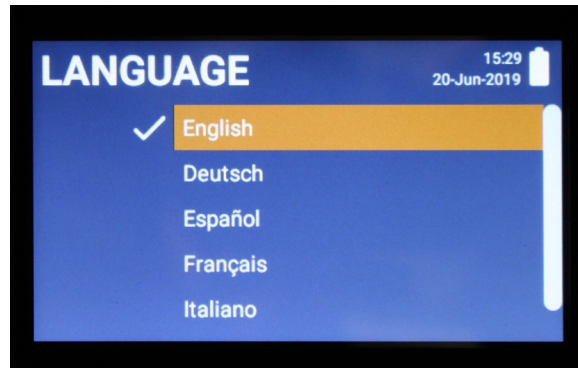 LANGUAGE
15:29
20-Jun-2019
English
Deutsch
Español
Français
Italiano